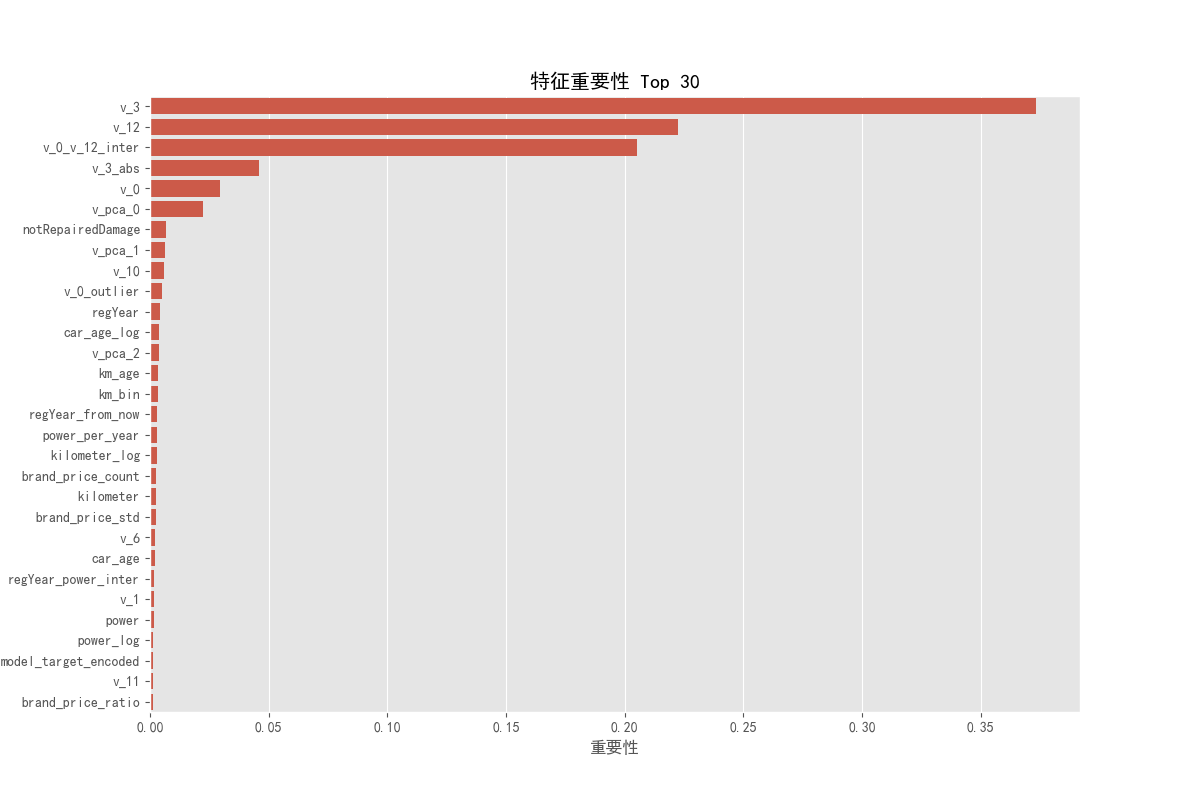 特征重要性 Top 30
v_3
v_12
v_0_v_12_inter
v_3_abs
v_0
v_pca_0
notRepairedDamage
v_pca_1
v_10
v_0_outlier
regYear
car_age_log
v_pca_2
km_age
km_bin
regYear_from_now
power_per_year
kilometer_log
brand_price_count
kilometer
brand_price_std
v_6
car_age
regYear_power_inter
v_1
power
power_log
model_target_encoded
v_11
brand_price_ratio
0.00 0.05 0.10 0.15 0.20 0.25 0.30 0.35
重要性